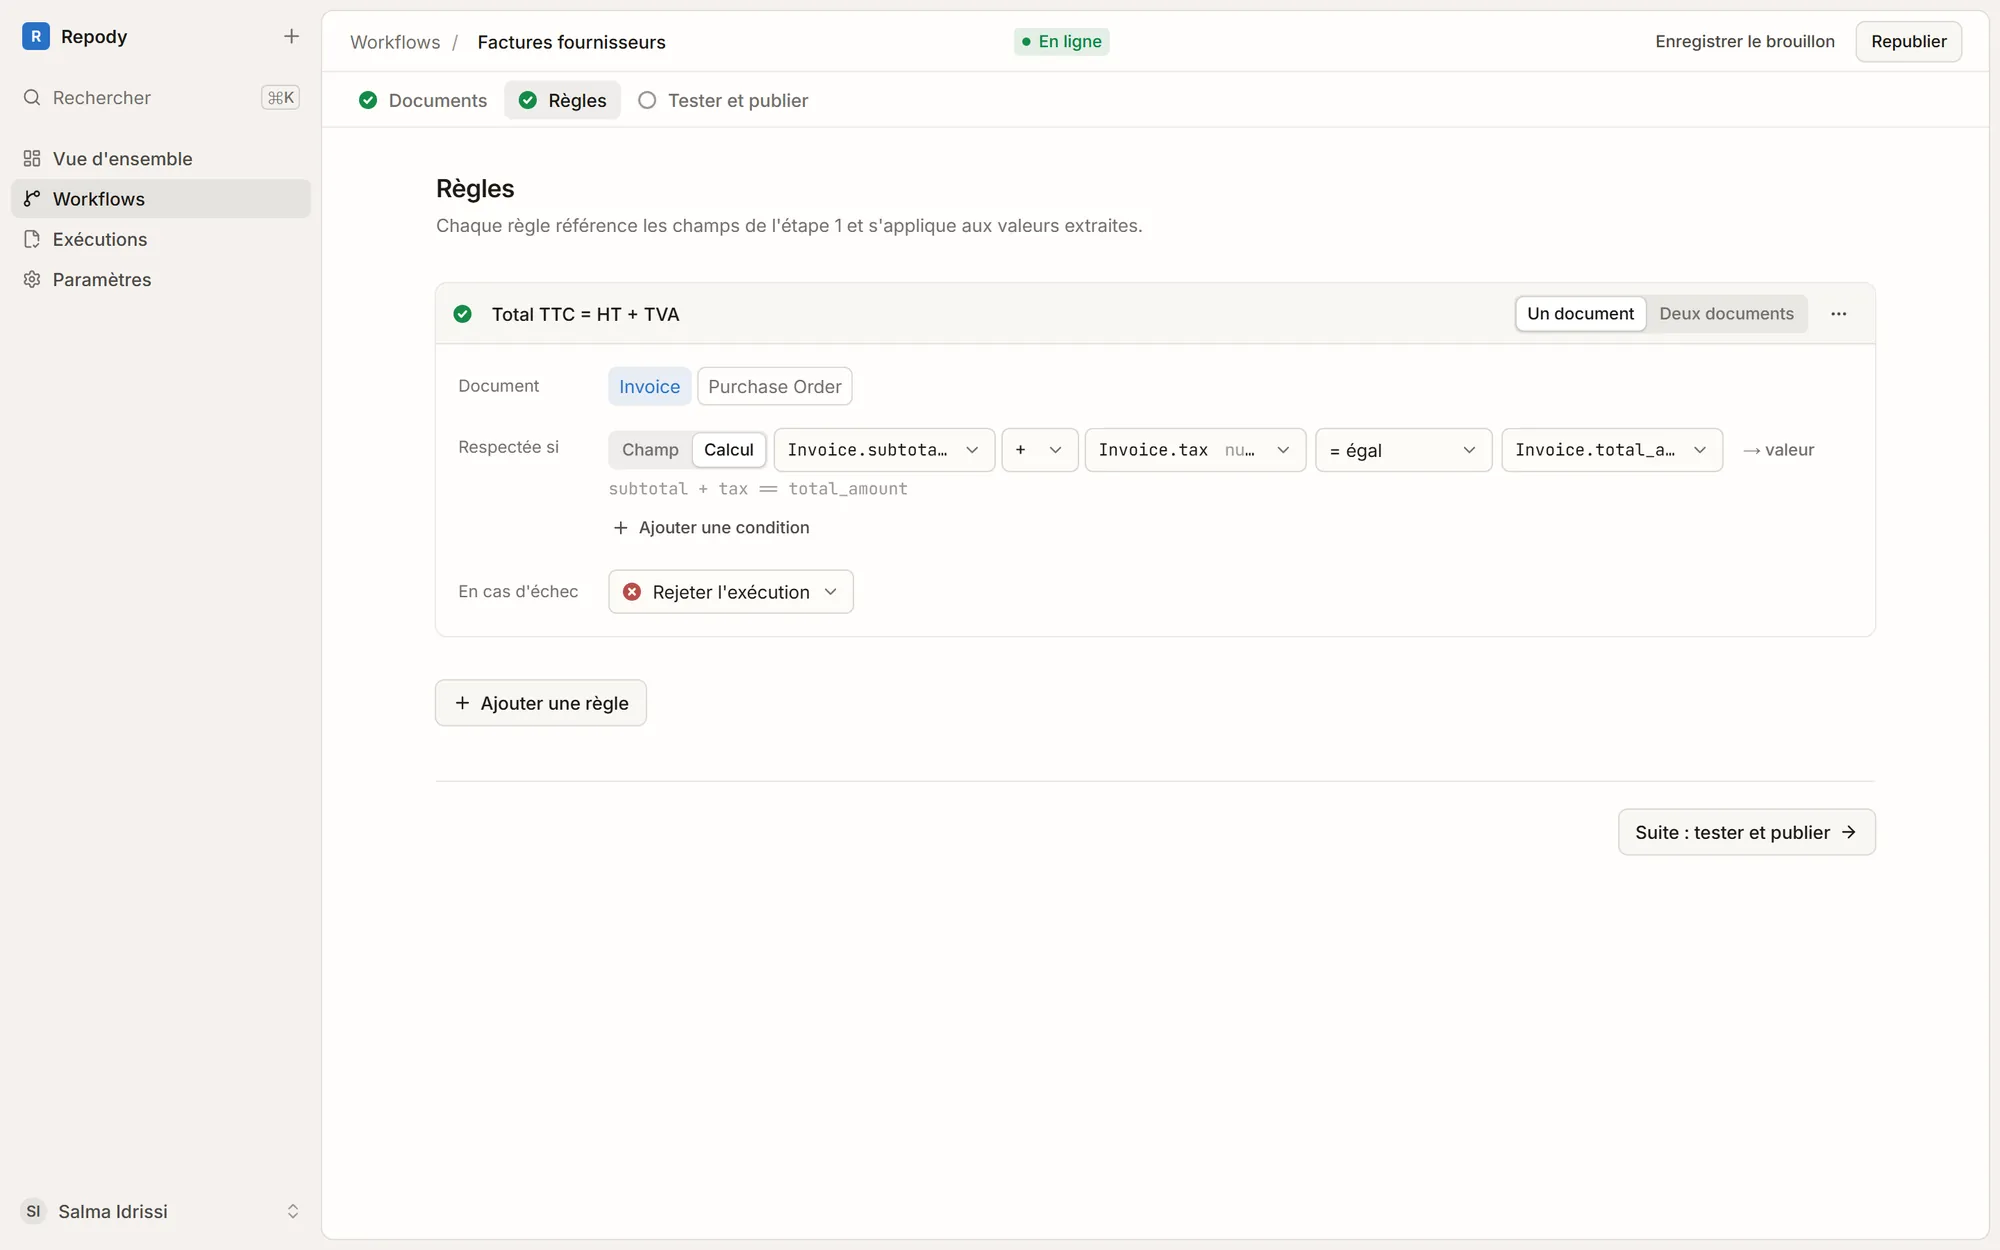 R Repody
Rechercher ⌘K
Vue d'ensemble
Workflows
Exécutions
Paramètres
SI Salma Idrissi
Workflows / Factures fournisseurs
En ligne
Enregistrer le brouillon
Republier
Documents
Règles
Tester et publier
Règles
Chaque règle référence les champs de l'étape 1 et s'applique aux valeurs extraites.
Total TTC = HT + TVA
Un document
Deux documents
Document
Invoice
Purchase Order
Respectée si
Champ
Calcul
Invoice.subtota…
+
Invoice.tax nu…
= égal
Invoice.total_a…
→ valeur
subtotal + tax == total_amount
+ Ajouter une condition
En cas d'échec
Rejeter l'exécution
+ Ajouter une règle
Suite : tester et publier →